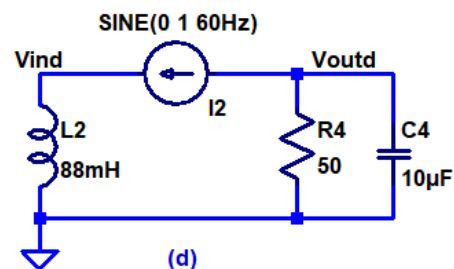 SINE(0 1 60Hz)
Vind
Voutd
I2
L2
88mH
R4
50
C4
10µF
(d)